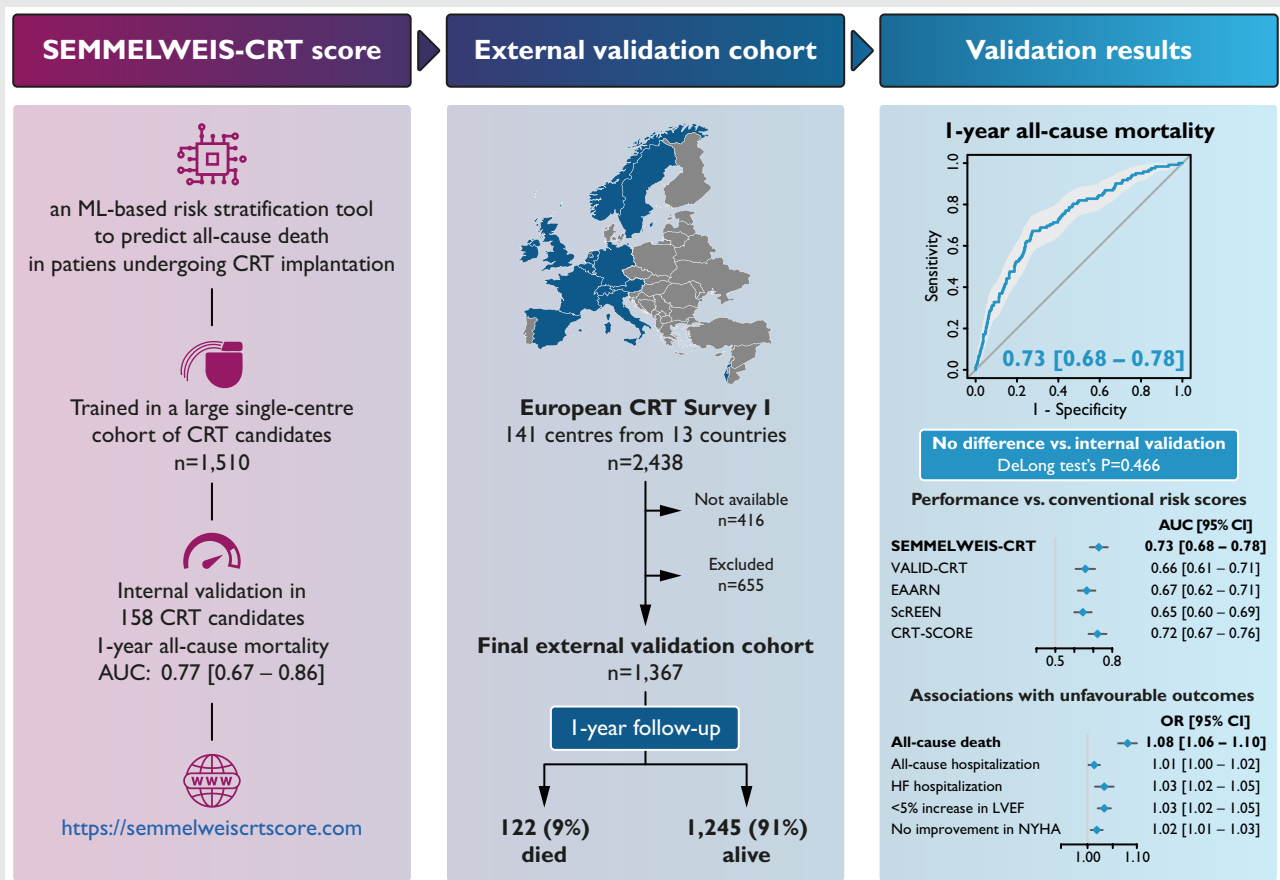 SEMMELWEIS-CRT score
External validation cohort
Validation results
an ML-based risk stratification tool
to predict all-cause death
in patiens undergoing CRT implantation
Trained in a large single-centre
cohort of CRT candidates
n=1,510
Internal validation in
158 CRT candidates
1-year all-cause mortality
AUC: 0.77 [0.67 – 0.86]
WWW
https://semmelweiscrtscore.com
European CRT Survey I
141 centres from 13 countries
n=2,438
Not available
n=416
Excluded
n=655
Final external validation cohort
n=1,367
1-year follow-up
122 (9%)
died
1,245 (91%)
alive
1-year all-cause mortality
Sensitivity
1.0
0.8
0.6
0.4
0.2
0.0
0.73 [0.68 – 0.78]
0.0 0.2 0.4 0.6 0.8 1.0
1 - Specificity
No difference vs. internal validation
DeLong test's P=0.466
Performance vs. conventional risk scores
AUC [95% CI]
SEMMELWEIS-CRT 0.73 [0.68 – 0.78]
VALID-CRT 0.66 [0.61 – 0.71]
EAARN 0.67 [0.62 – 0.71]
ScREEN 0.65 [0.60 – 0.69]
CRT-SCORE 0.72 [0.67 – 0.76]
0.5 0.8
Associations with unfavourable outcomes
OR [95% CI]
All-cause death 1.08 [1.06 – 1.10]
All-cause hospitalization 1.01 [1.00 – 1.02]
HF hospitalization 1.03 [1.02 – 1.05]
<5% increase in LVEF 1.03 [1.02 – 1.05]
No improvement in NYHA 1.02 [1.01 – 1.03]
1.00 1.10